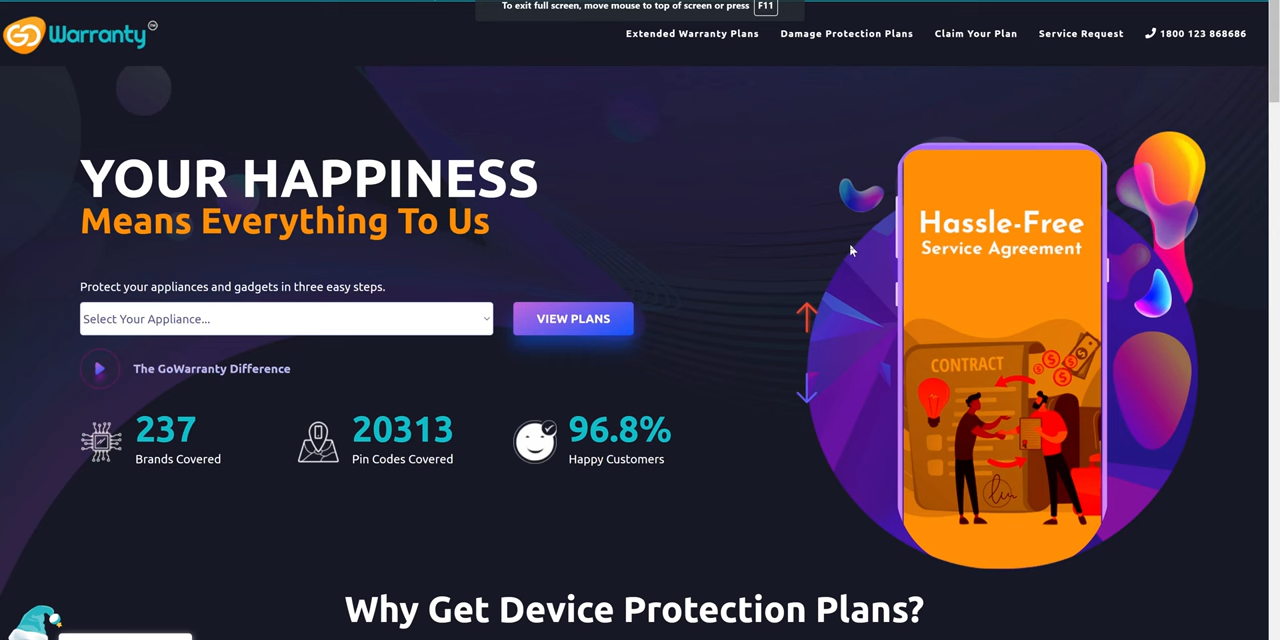 To exit full screen, move mouse to top of screen or press F11
GO Warranty TM
Extended Warranty Plans
Damage Protection Plans
Claim Your Plan
Service Request
1800 123 868686
YOUR HAPPINESS
Means Everything To Us
Protect your appliances and gadgets in three easy steps.
Select Your Appliance...
VIEW PLANS
The GoWarranty Difference
237
Brands Covered
20313
Pin Codes Covered
96.8%
Happy Customers
Hassle-Free
Service Agreement
CONTRACT
Why Get Device Protection Plans?